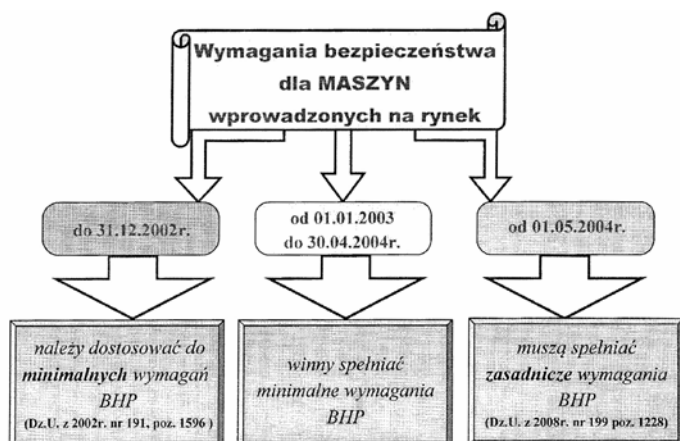 Wymagania bezpieczeństwa
dla MASZYN
wprowadzonych na rynek
do 31.12.2002r.
od 01.01.2003
do 30.04.2004r.
od 01.05.2004r.
należy dostosować do
minimalnych wymagań
BHP
(Dz.U. z 2002r. nr 191, poz. 1596 )
winny spełniać
minimalne wymagania
BHP
muszą spełniać
zasadnicze wymagania
BHP
(Dz.U. z 2008r. nr 199 poz. 1228)